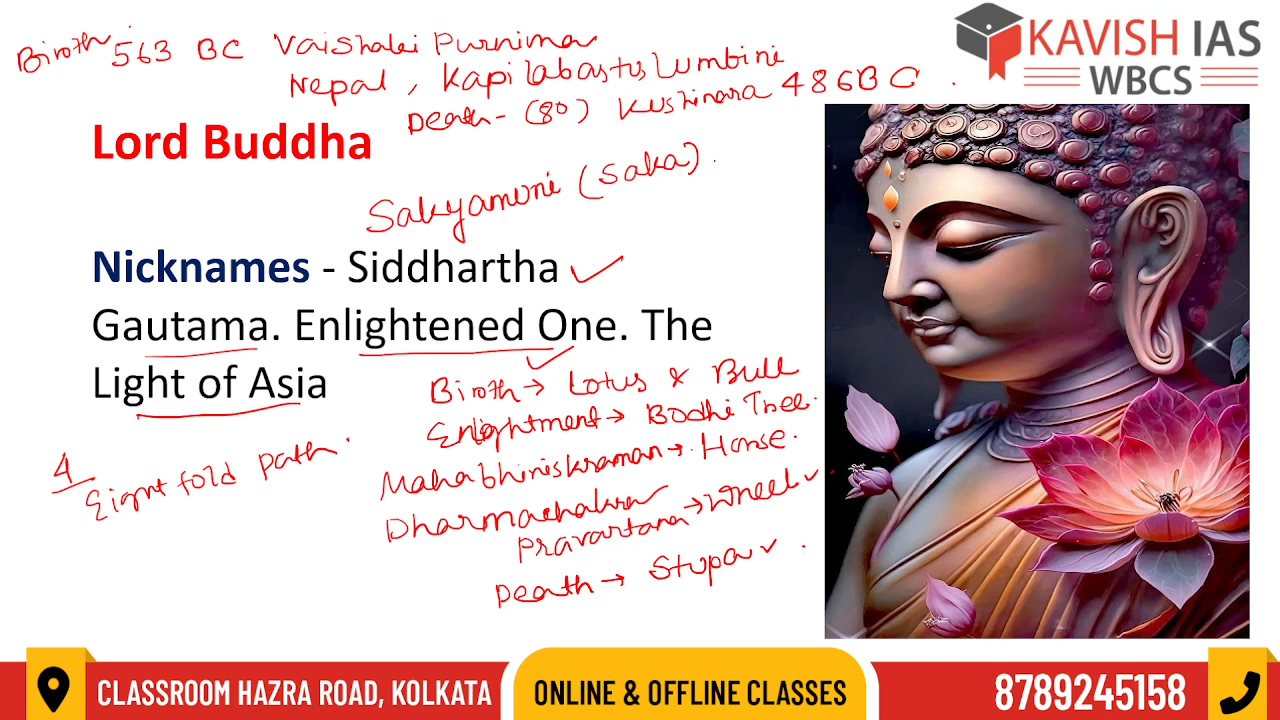 Birth 563 BC Vaishaki Purnima
Nepal, Kapilabastu Lumbini
Death - (80) Kushinara 486BC.
KAVISH IAS
WBCS
Lord Buddha
Sakyamuni (Saka).
Nicknames - Siddhartha
Gautama. Enlightened One. The
Light of Asia
Birth → Lotus & Bull
Enlightment → Bodhi Tree.
Mahabhiniskraman → Horse.
Dharmachakra
Pravartana → Wheel
Death → Stupa
4
Eight fold Path.
CLASSROOM HAZRA ROAD, KOLKATA
ONLINE & OFFLINE CLASSES
8789245158